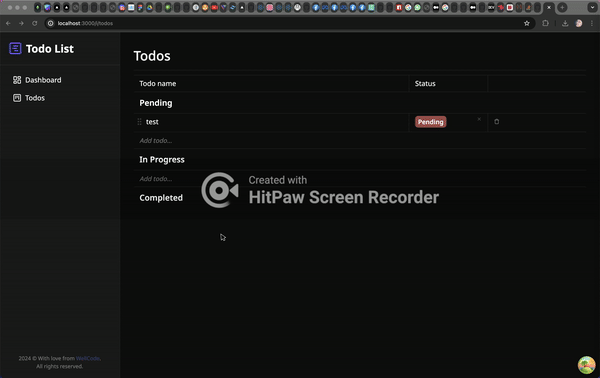 localhost:3000//todos
Todo List
Dashboard
Todos
Todos
Todo name
Status
Pending
test
Pending
Add todo...
In Progress
Add todo...
Completed
Created with
HitPaw Screen Recorder
2024 © With love from WellCode.
All rights reserved.